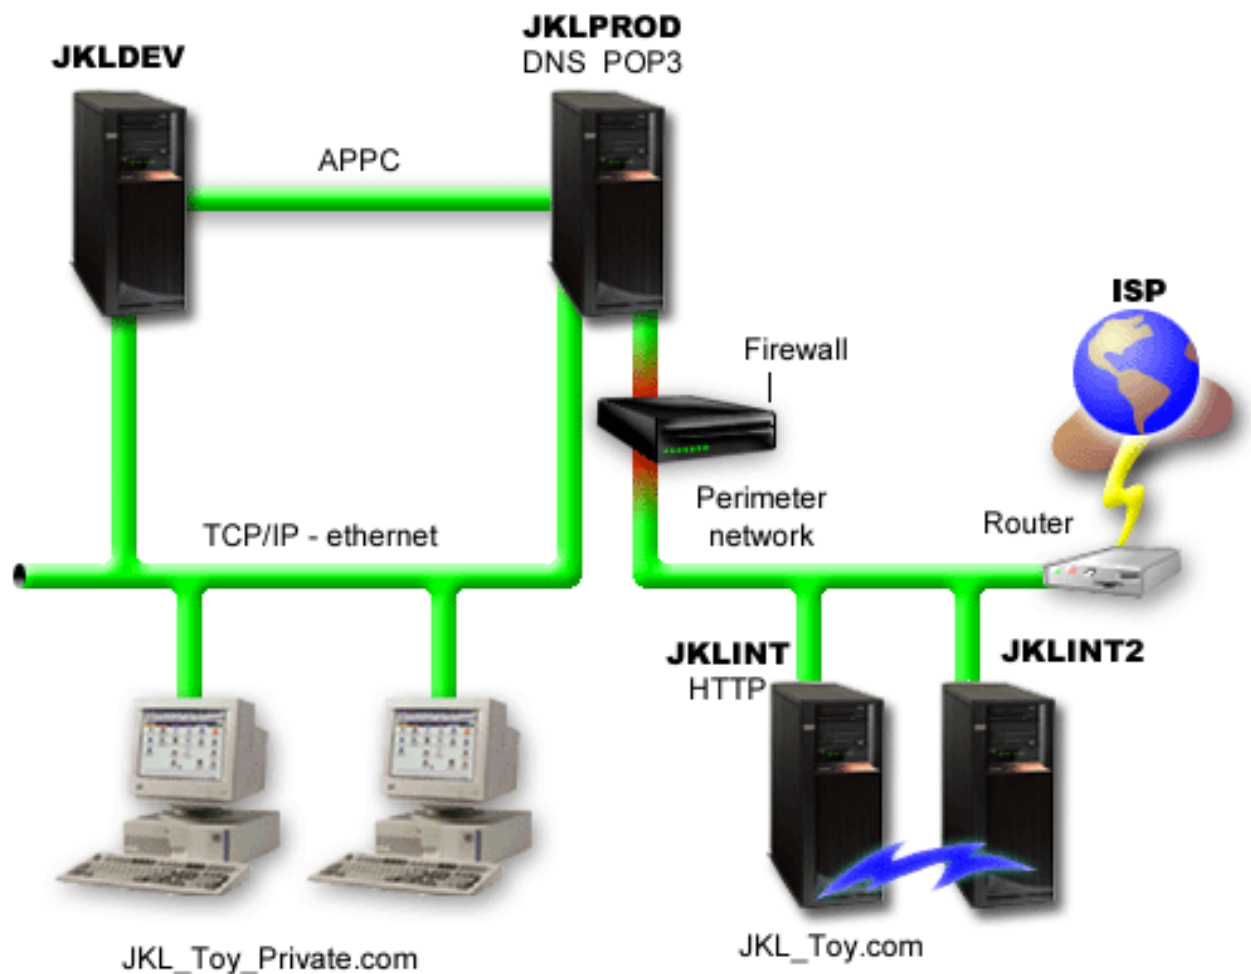 JKLDEV
JKLPROD
DNS POP3
APPC
ISP
Firewall
Perimeter
network
Router
TCP/IP - ethernet
JKLINT
HTTP
JKLINT2
JKL_Toy_Private.com
JKL_Toy.com